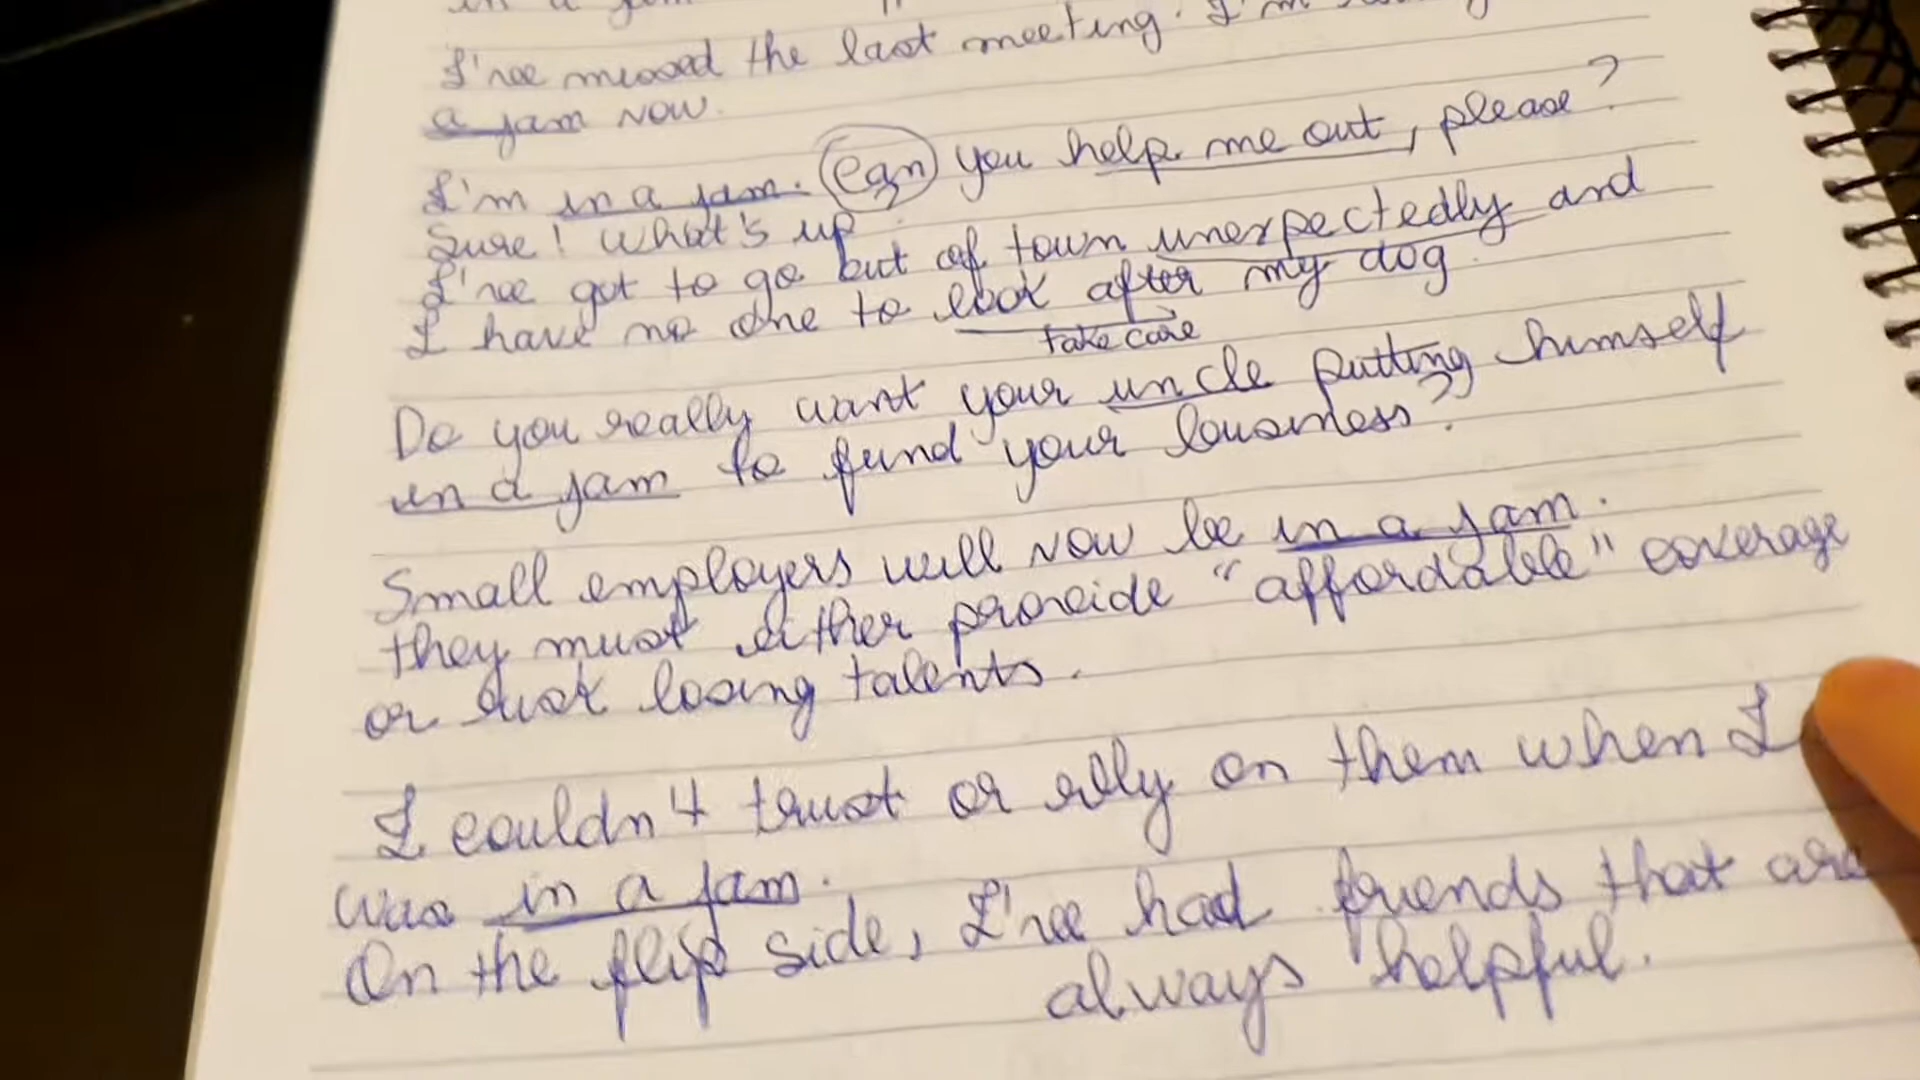 in a jam
I've missed the last meeting. I'm
a jam now.
I'm in a jam. Can you help me out, please?
Sure! What's up
I've got to go out of town unexpectedly and
I have no one to look after my dog
take care
Do you really want your uncle putting himself
in a jam to fund your business?
Small employers will now be in a jam.
they must either provide "affordable" coverage
or risk losing talents.
I couldn't trust or rely on them when I
was in a jam.
On the flip side, I've had friends that are
always helpful.